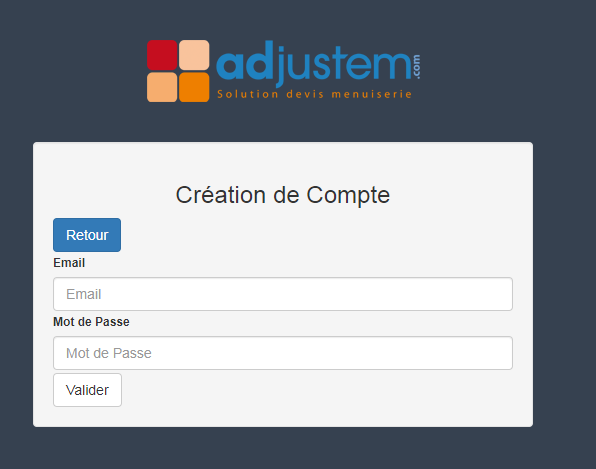 adjustem.com
Solution devis menuiserie
Création de Compte
Retour
Email
Email
Mot de Passe
Mot de Passe
Valider